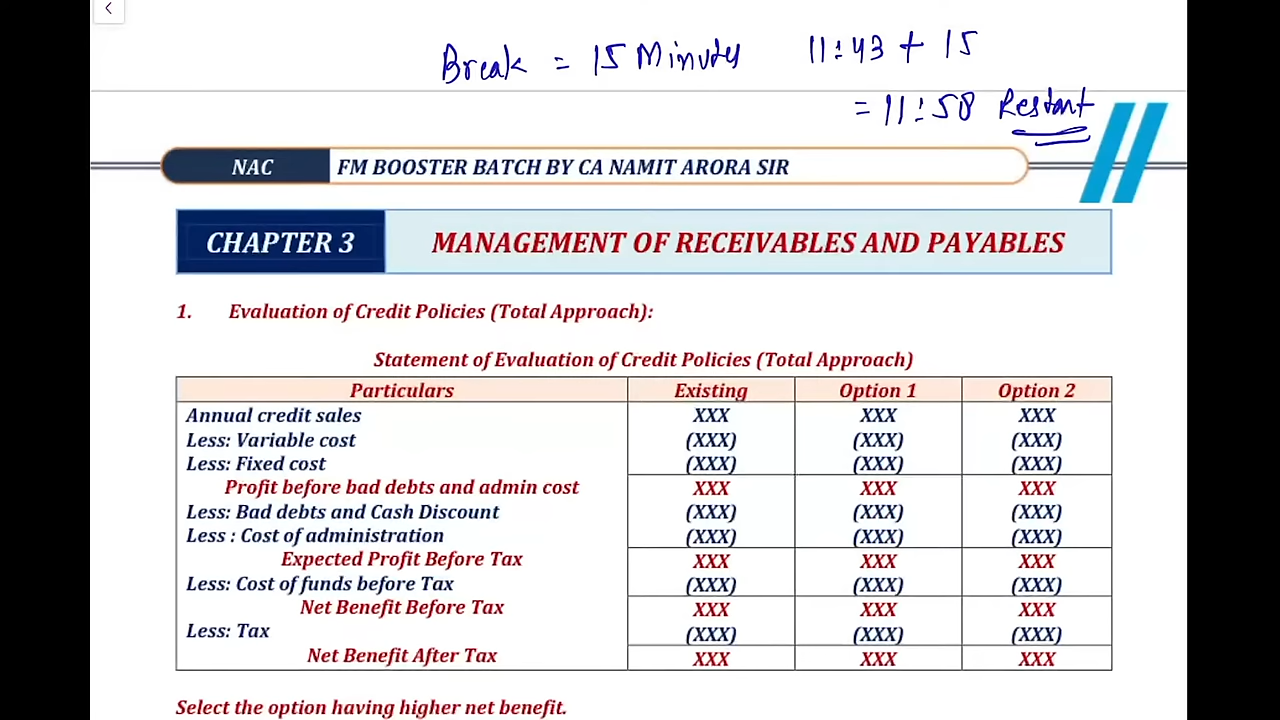 Break = 15 Minutes 11:43 + 15
= 11:58 Restart
NAC FM BOOSTER BATCH BY CA NAMIT ARORA SIR
CHAPTER 3 MANAGEMENT OF RECEIVABLES AND PAYABLES
1. Evaluation of Credit Policies (Total Approach):
Statement of Evaluation of Credit Policies (Total Approach)
Particulars Existing Option 1 Option 2
Annual credit sales XXX XXX XXX
Less: Variable cost (XXX) (XXX) (XXX)
Less: Fixed cost (XXX) (XXX) (XXX)
Profit before bad debts and admin cost XXX XXX XXX
Less: Bad debts and Cash Discount (XXX) (XXX) (XXX)
Less : Cost of administration (XXX) (XXX) (XXX)
Expected Profit Before Tax XXX XXX XXX
Less: Cost of funds before Tax (XXX) (XXX) (XXX)
Net Benefit Before Tax XXX XXX XXX
Less: Tax (XXX) (XXX) (XXX)
Net Benefit After Tax XXX XXX XXX
Select the option having higher net benefit.